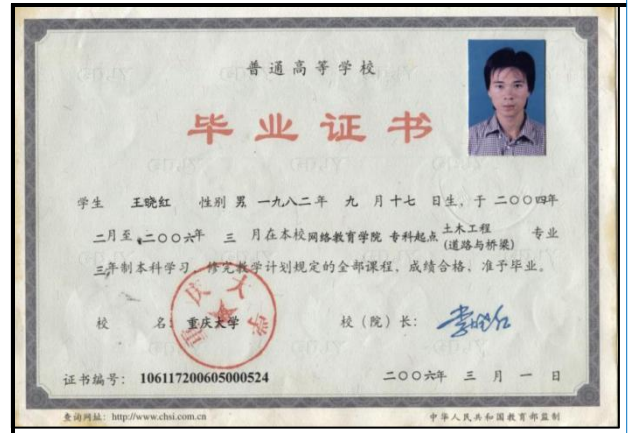 普通高等学校
毕业证书
学生 王晓红 性别 男 一九八二年 九 月十七 日生, 于 二〇〇四年
二月至 二〇〇六年 三 月在本校网络教育学院 专科起点 土木工程(道路与桥梁) 专业
三年制本科学习, 修完教学计划规定的全部课程, 成绩合格, 准予毕业。
校 名: 重庆大学 校(院)长:
重庆大学
证书编号: 106117200605000524 二〇〇六年 三 月 一 日
查询网址: http://www.chsi.com.cn 中华人民共和国教育部监制